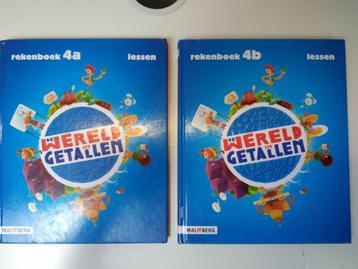 rekenboek 4a lessen
WERELD
IN
GETALLEN
MALMBERG
rekenboek 4b lessen
WERELD
IN
GETALLEN
MALMBERG